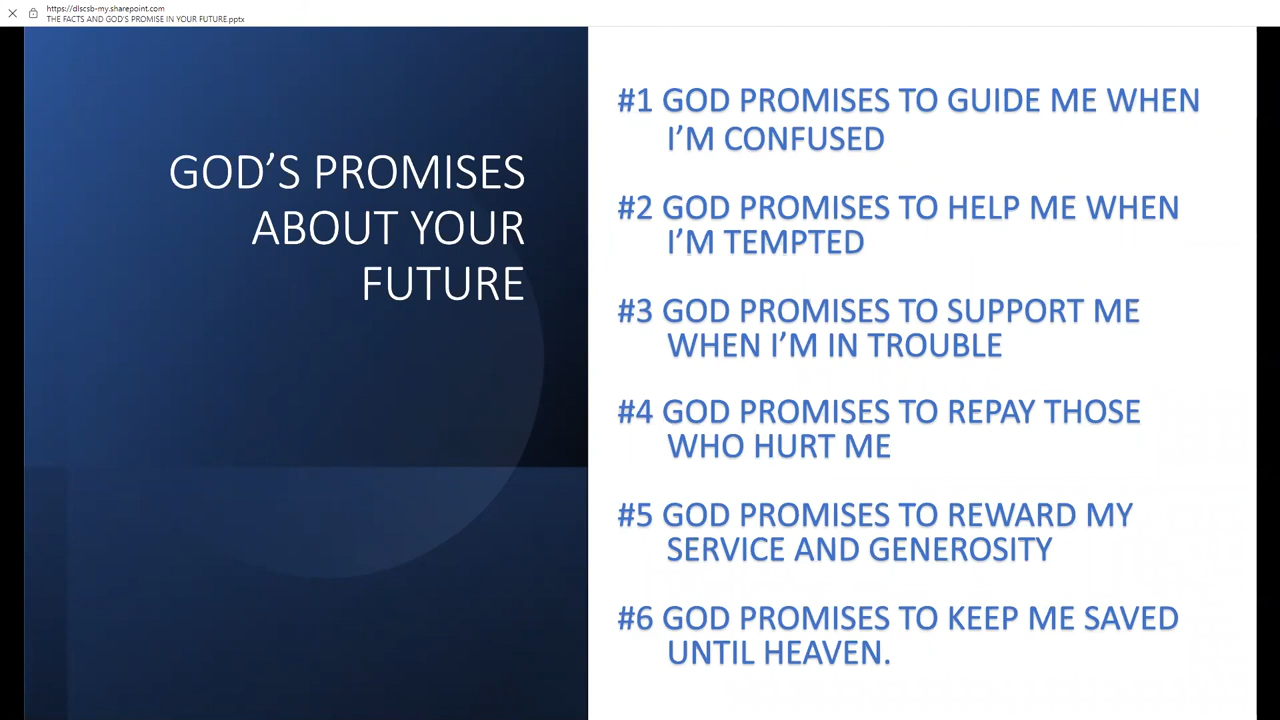 https://dlscsb-my.sharepoint.com
THE FACTS AND GOD'S PROMISE IN YOUR FUTURE.pptx
GOD’S PROMISES
ABOUT YOUR
FUTURE
#1 GOD PROMISES TO GUIDE ME WHEN
I’M CONFUSED
#2 GOD PROMISES TO HELP ME WHEN
I’M TEMPTED
#3 GOD PROMISES TO SUPPORT ME
WHEN I’M IN TROUBLE
#4 GOD PROMISES TO REPAY THOSE
WHO HURT ME
#5 GOD PROMISES TO REWARD MY
SERVICE AND GENEROSITY
#6 GOD PROMISES TO KEEP ME SAVED
UNTIL HEAVEN.